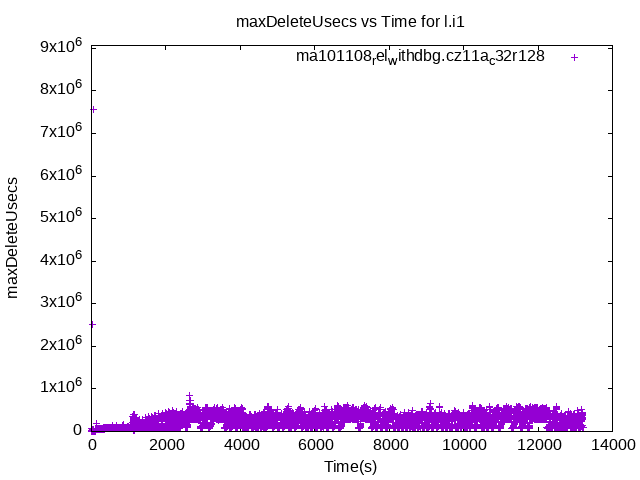 maxDeleteUsecs vs Time for l.i1
9x10^6
ma101108_rel_withdbg.cz11a_c32r128
8x10^6
7x10^6
6x10^6
5x10^6
4x10^6
3x10^6
2x10^6
1x10^6
0
maxDeleteUsecs
0 2000 4000 6000 8000 10000 12000 14000
Time(s)